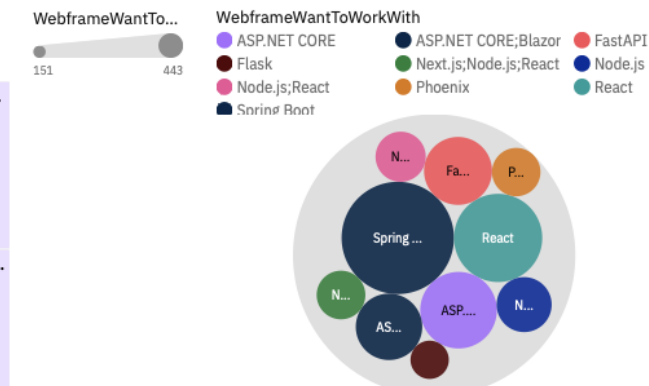 WebframeWantTo...
151
443
WebframeWantToWorkWith
ASP.NET CORE
ASP.NET CORE;Blazor
FastAPI
Flask
Next.js;Node.js;React
Node.js
Node.js;React
Phoenix
React
Spring Boot
N...
Fa...
P...
Spring ...
React
N...
ASP....
N...
AS...